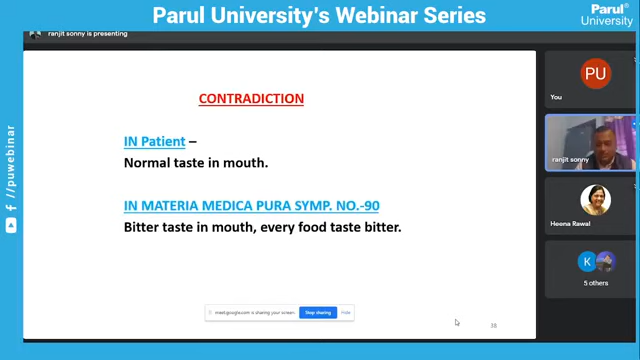 Parul University's Webinar Series
Parul®
University
ranjit sonny is presenting
CONTRADICTION
IN Patient –
Normal taste in mouth.
IN MATERIA MEDICA PURA SYMP. NO.-90
Bitter taste in mouth, every food taste bitter.
meet.google.com is sharing your screen.
Stop sharing
Hide
38
PU
You
ranjit sonny
Heena Rawal
K
5 others
f //puwebinar